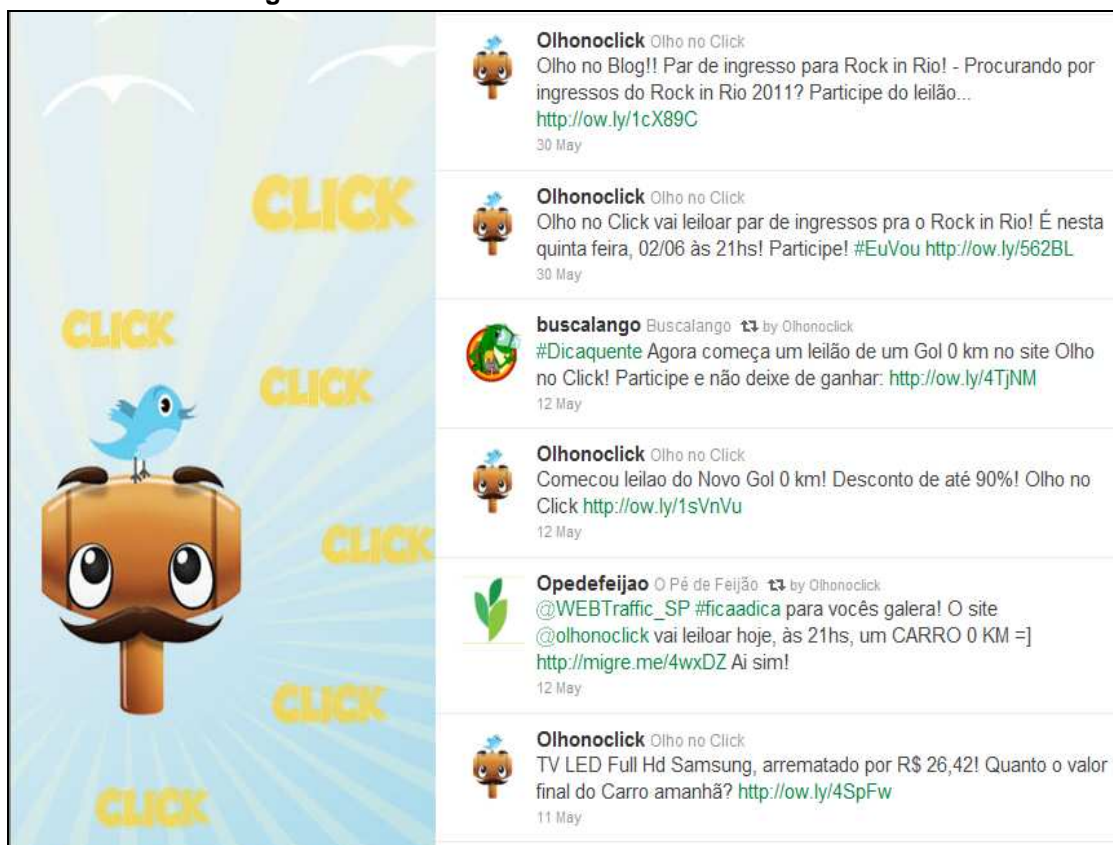 CLICK
CLICK
CLICK
CLICK
CLICK
CLICK
Olhonoclick Olho no Click
Olho no Blog!! Par de ingresso para Rock in Rio! - Procurando por
ingressos do Rock in Rio 2011? Participe do leilão...
http://ow.ly/1cX89C
30 May
Olhonoclick Olho no Click
Olho no Click vai leiloar par de ingressos pra o Rock in Rio! É nesta
quinta feira, 02/06 às 21hs! Participe! #EuVou http://ow.ly/562BL
30 May
buscalango Buscalango by Olhonoclick
#Dicaquente Agora começa um leilão de um Gol 0 km no site Olho
no Click! Participe e não deixe de ganhar: http://ow.ly/4TjNM
12 May
Olhonoclick Olho no Click
Comecou leilao do Novo Gol 0 km! Desconto de até 90%! Olho no
Click http://ow.ly/1sVnVu
12 May
Opedefeijao O Pé de Feijão by Olhonoclick
@WEBTraffic_SP #ficaadica para vocês galera! O site
@olhonoclick vai leiloar hoje, às 21hs, um CARRO 0 KM =]
http://migre.me/4wxDZ Ai sim!
12 May
Olhonoclick Olho no Click
TV LED Full Hd Samsung, arrematado por R$ 26,42! Quanto o valor
final do Carro amanhã? http://ow.ly/4SpFw
11 May